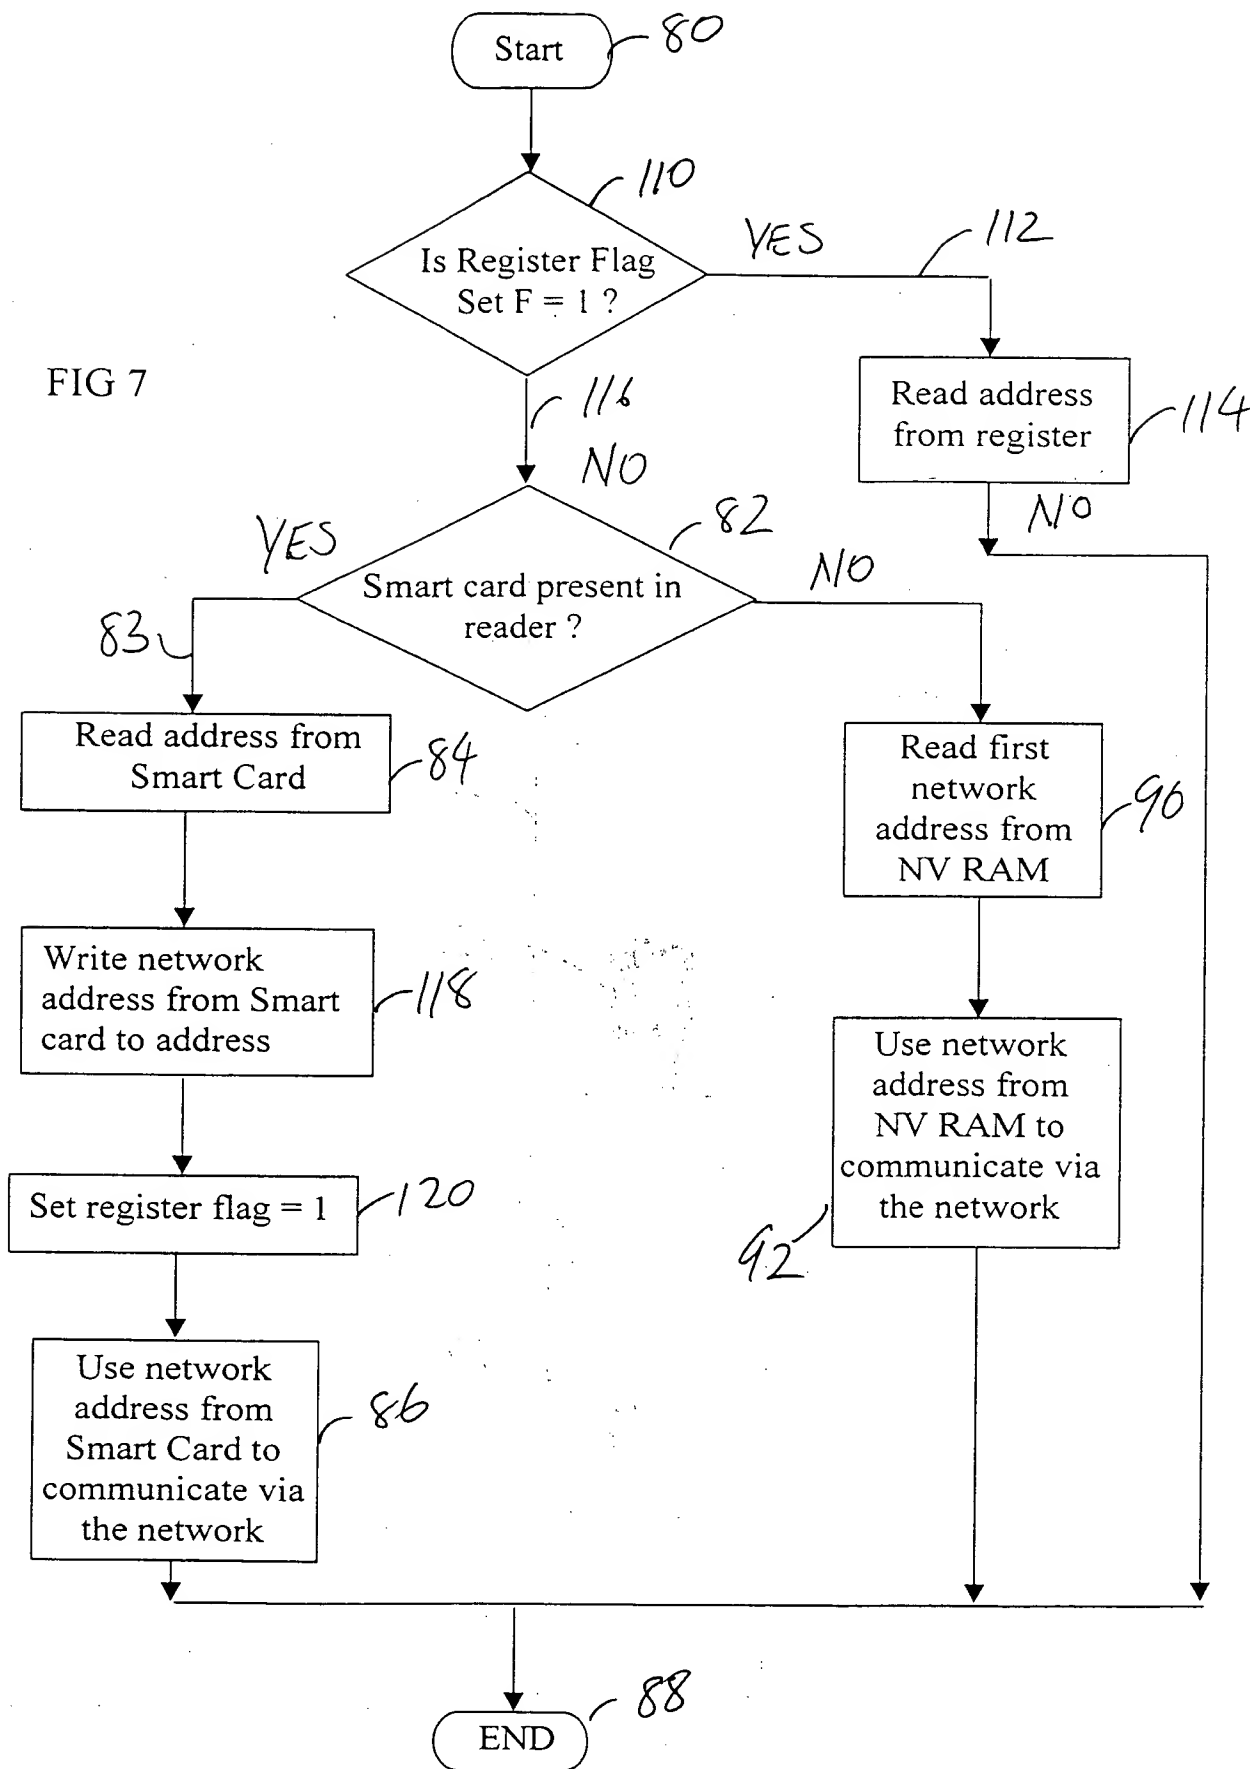 Start
80
110
Is Register Flag
Set F = 1 ?
YES
112
FIG 7
116
NO
Read address
from register
114
NO
82
YES
Smart card present in
reader ?
NO
83
Read address from
Smart Card
84
Read first
network
address from
NV RAM
90
Write network
address from Smart
card to address
118
Use network
address from
NV RAM to
communicate via
the network
92
Set register flag = 1
120
Use network
address from
Smart Card to
communicate via
the network
86
88
END